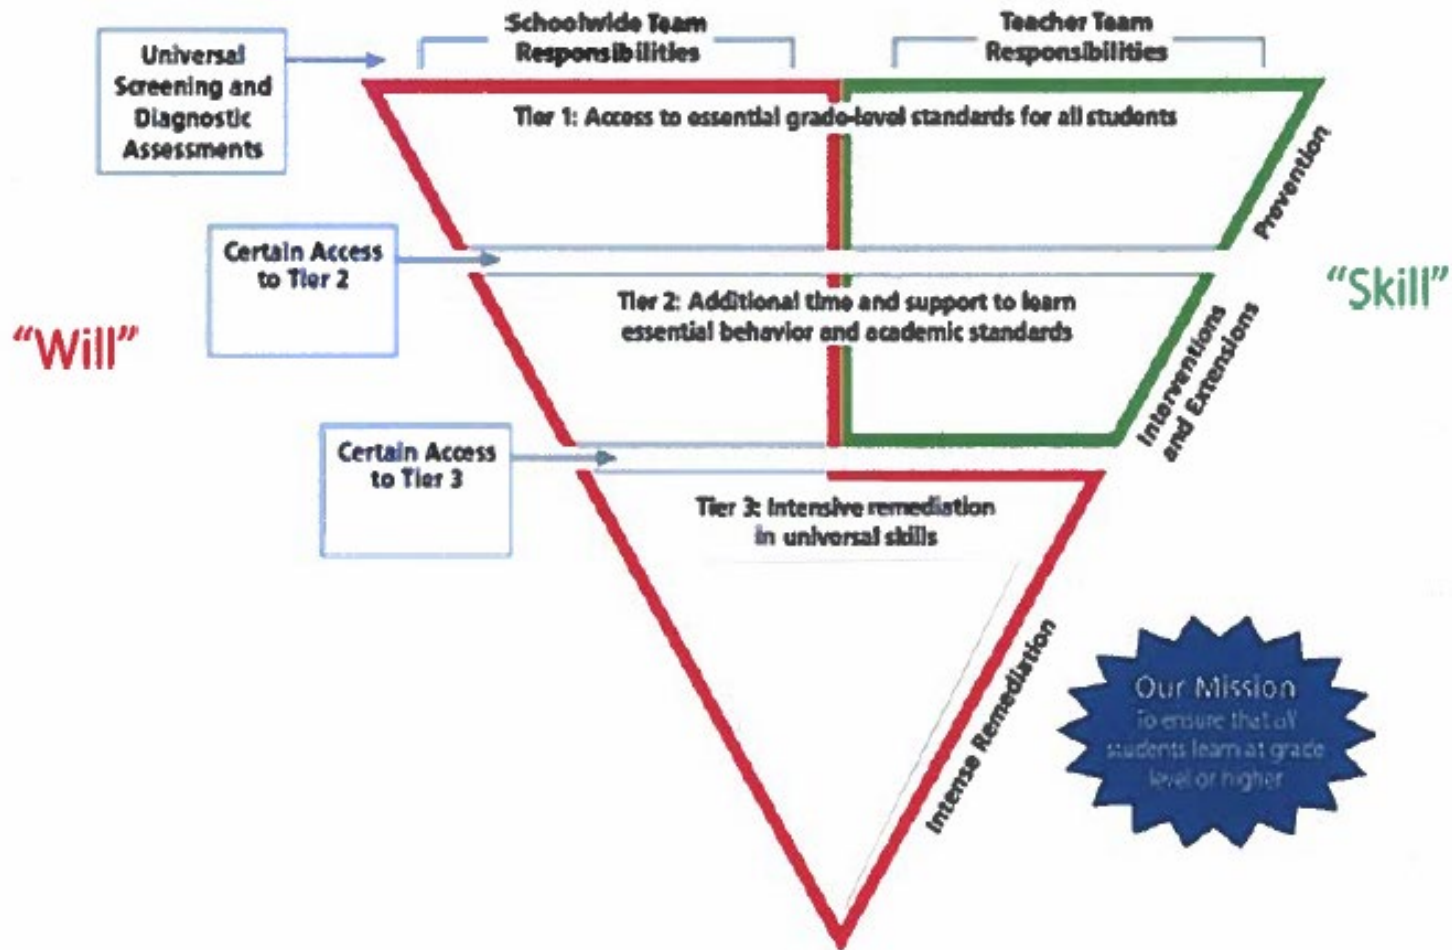 Schoolwide Team
Responsibilities
Teacher Team
Responsibilities
Universal
Screening and
Diagnostic
Assessments
Tier 1: Access to essential grade-level standards for all students
Prevention
Certain Access
to Tier 2
"Skill"
Tier 2: Additional time and support to learn
essential behavior and academic standards
"Will"
Interventions
and Extensions
Certain Access
to Tier 3
Tier 3: Intensive remediation
in universal skills
Intense Remediation
Our Mission
To ensure that all
students learn at grade
level or higher